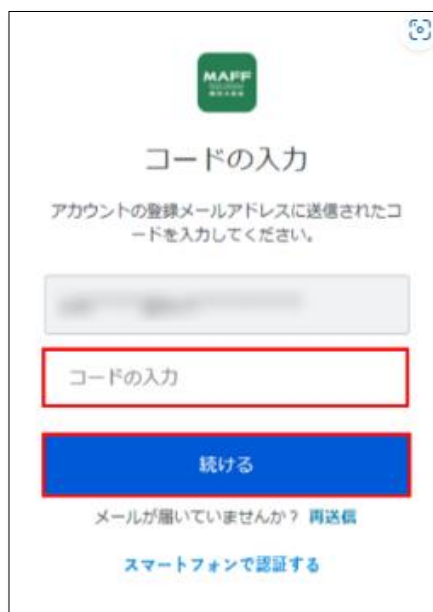 MAFF
コードの入力
アカウントの登録メールアドレスに送信されたコ
ードを入力してください。
コードの入力
続ける
メールが届いていませんか？ 再送信
スマートフォンで認証する